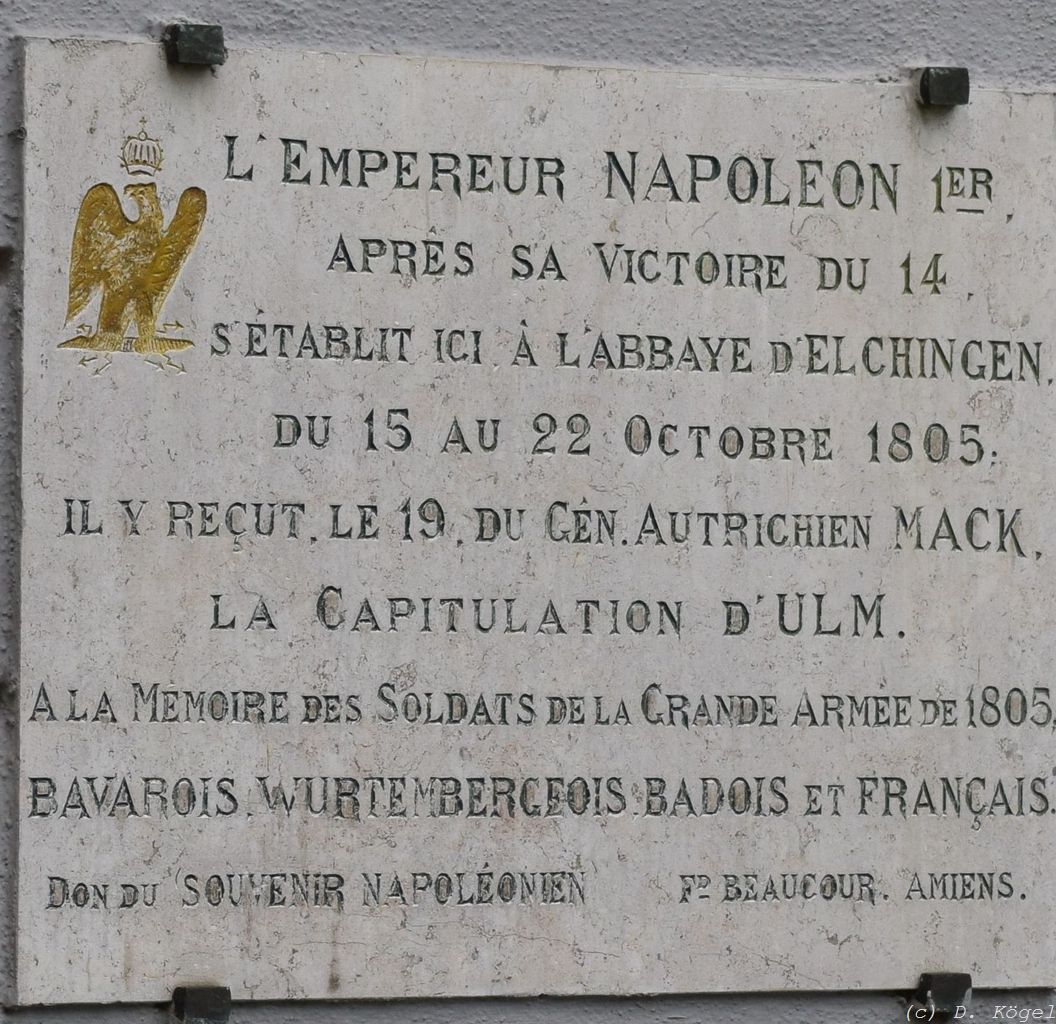 L'EMPEREUR NAPOLÉON 1ER,
APRÈS SA VICTOIRE DU 14,
S'ÉTABLIT ICI, À L'ABBAYE D'ELCHINGEN,
DU 15 AU 22 OCTOBRE 1805;
IL Y REÇUT, LE 19, DU GÉN. AUTRICHIEN MACK,
LA CAPITULATION D'ULM.
A LA MÉMOIRE DES SOLDATS DE LA GRANDE ARMÉE DE 1805,
BAVAROIS, WURTEMBERGEOIS, BADOIS ET FRANÇAIS.
DON DU "SOUVENIR NAPOLÉONIEN" FD BEAUCOUR. AMIENS.
(c) D. Kögel